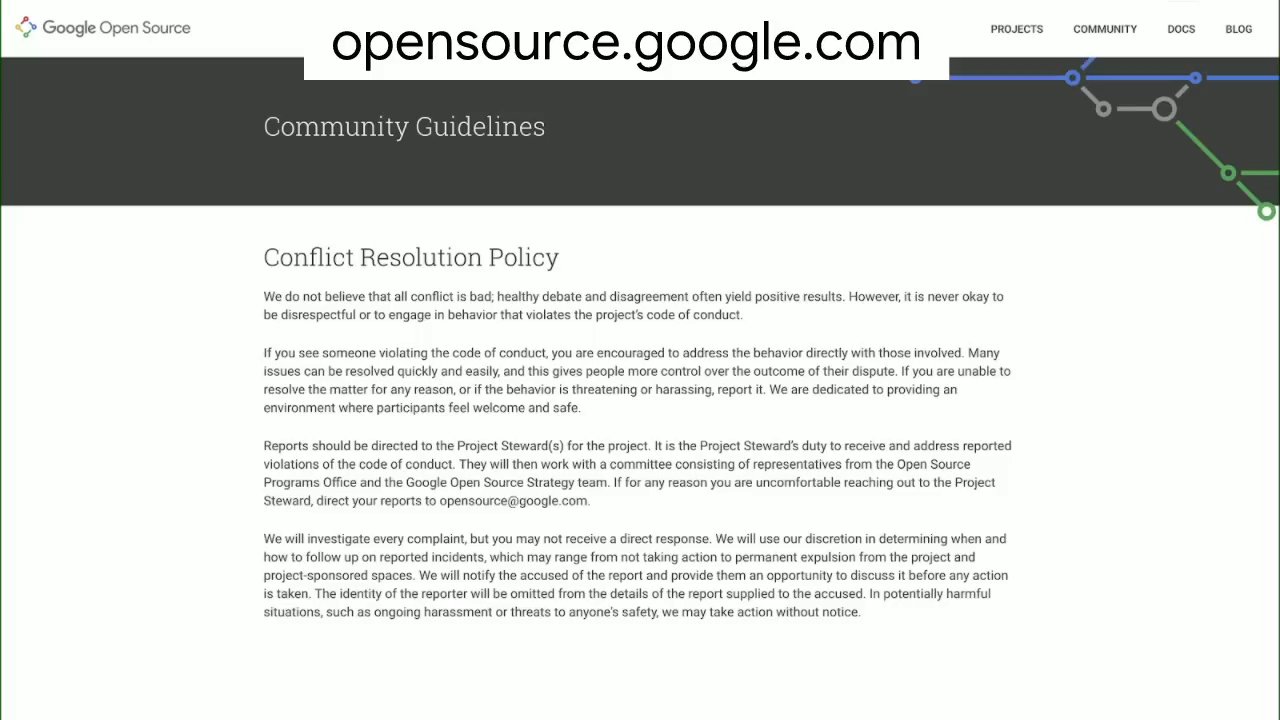 Google Open Source
opensource.google.com
PROJECTS COMMUNITY DOCS BLOG
Community Guidelines
Conflict Resolution Policy
We do not believe that all conflict is bad; healthy debate and disagreement often yield positive results. However, it is never okay to
be disrespectful or to engage in behavior that violates the project's code of conduct.
If you see someone violating the code of conduct, you are encouraged to address the behavior directly with those involved. Many
issues can be resolved quickly and easily, and this gives people more control over the outcome of their dispute. If you are unable to
resolve the matter for any reason, or if the behavior is threatening or harassing, report it. We are dedicated to providing an
environment where participants feel welcome and safe.
Reports should be directed to the Project Steward(s) for the project. It is the Project Steward's duty to receive and address reported
violations of the code of conduct. They will then work with a committee consisting of representatives from the Open Source
Programs Office and the Google Open Source Strategy team. If for any reason you are uncomfortable reaching out to the Project
Steward, direct your reports to opensource@google.com.
We will investigate every complaint, but you may not receive a direct response. We will use our discretion in determining when and
how to follow up on reported incidents, which may range from not taking action to permanent expulsion from the project and
project-sponsored spaces. We will notify the accused of the report and provide them an opportunity to discuss it before any action
is taken. The identity of the reporter will be omitted from the details of the report supplied to the accused. In potentially harmful
situations, such as ongoing harassment or threats to anyone's safety, we may take action without notice.